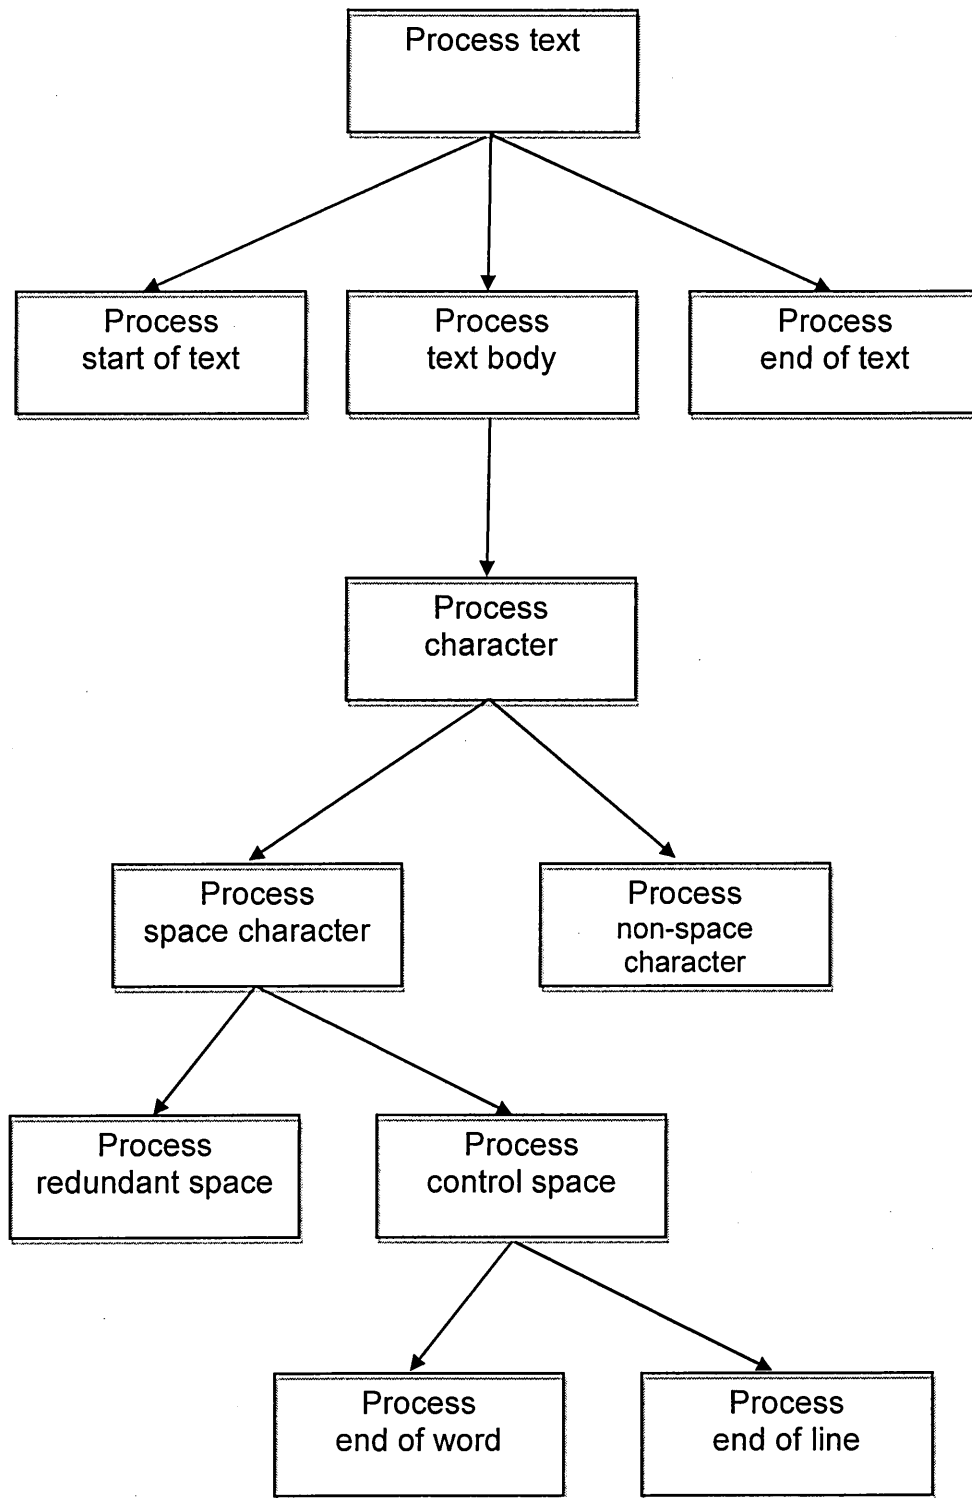 Process text
Process
start of text
Process
text body
Process
end of text
Process
character
Process
space character
Process
non-space
character
Process
redundant space
Process
control space
Process
end of word
Process
end of line